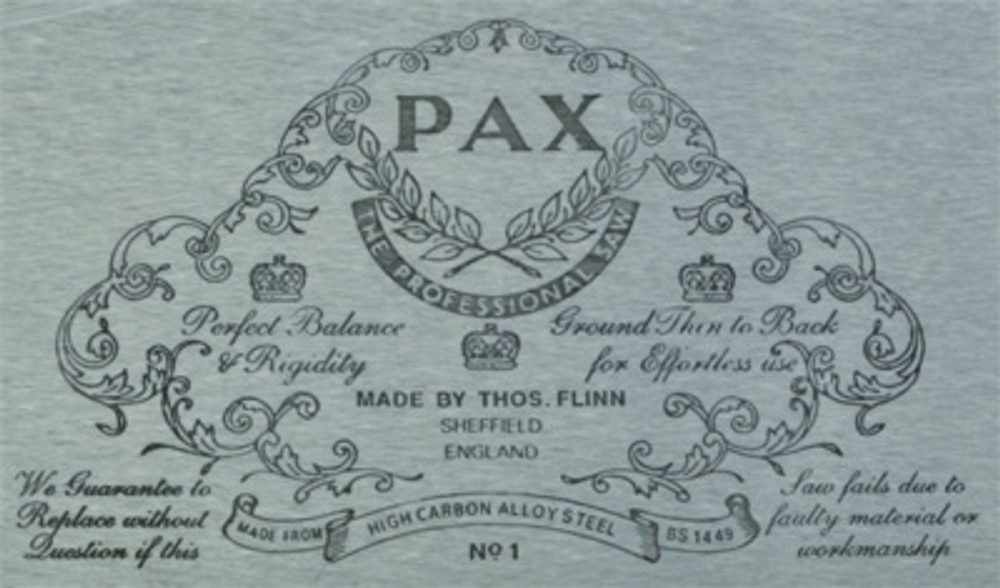 PAX
THE PROFESSIONAL SAW
Perfect Balance
& Rigidity
Ground Thin to Back
for Effortless use
MADE BY THOS. FLINN
SHEFFIELD
ENGLAND
We Guarantee to
Replace without
Question if this
Saw fails due to
faulty material or
workmanship
MADE FROM
HIGH CARBON ALLOY STEEL
BS 1449
Nº 1